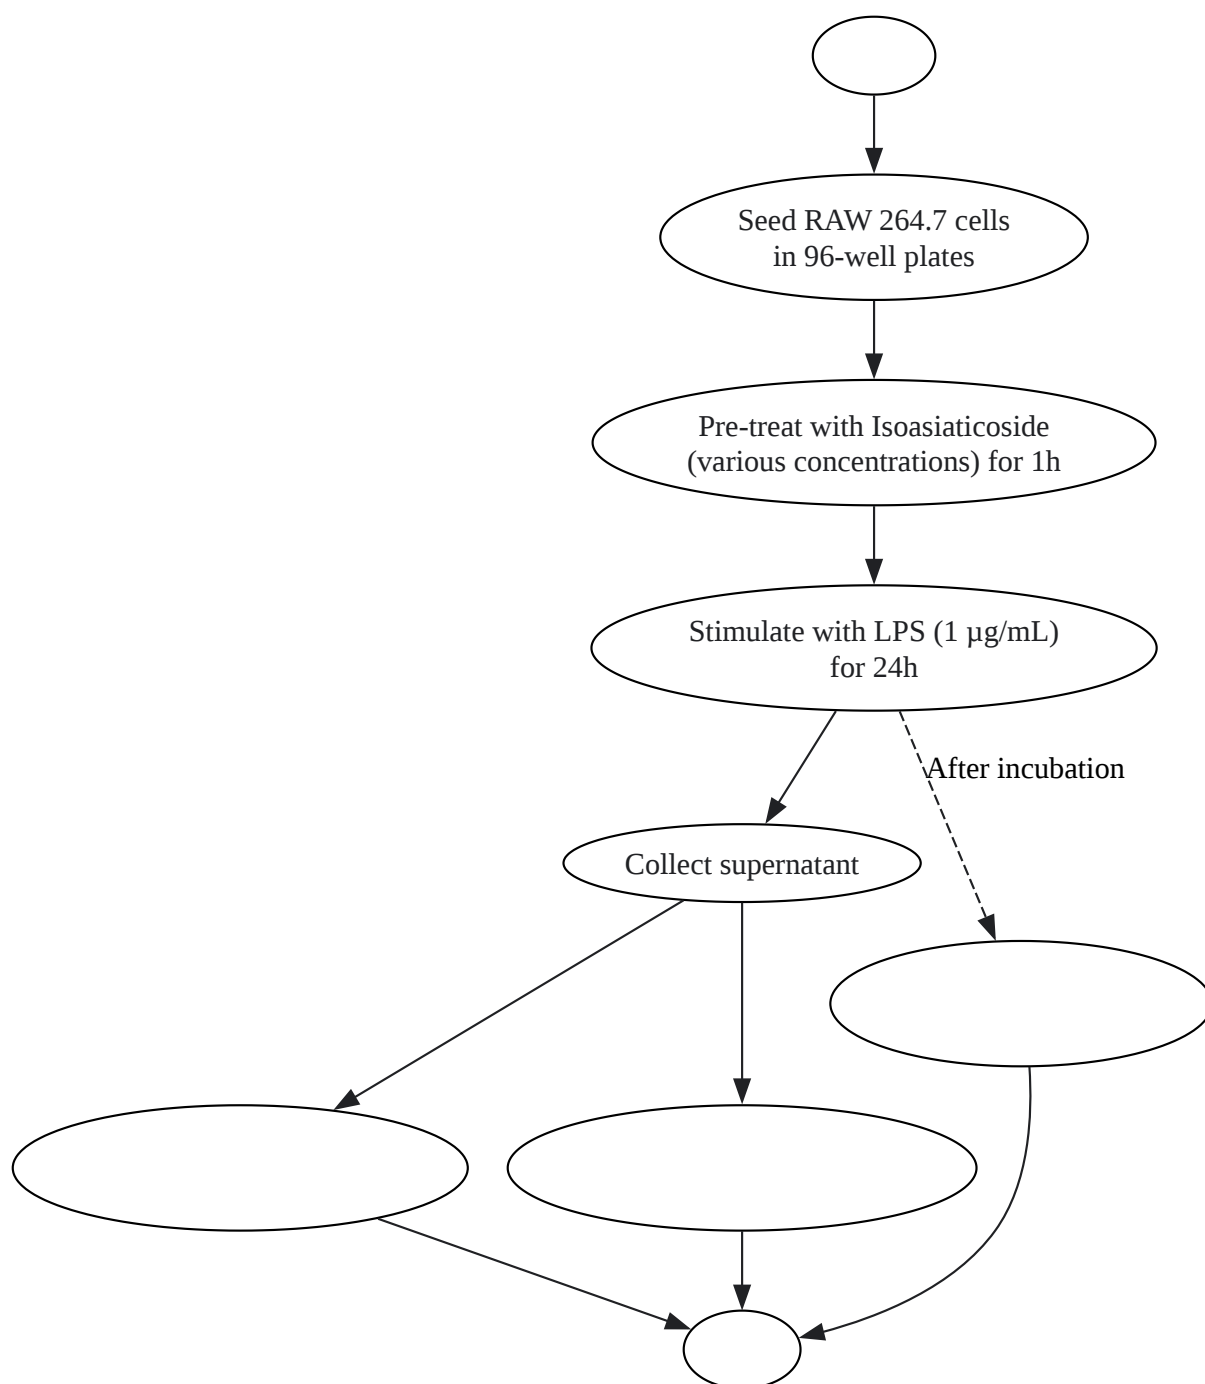 Seed RAW 264.7 cells
in 96-well plates
Pre-treat with Isoasiaticoside
(various concentrations) for 1h
Stimulate with LPS (1 µg/mL)
for 24h
After incubation
Collect supernatant